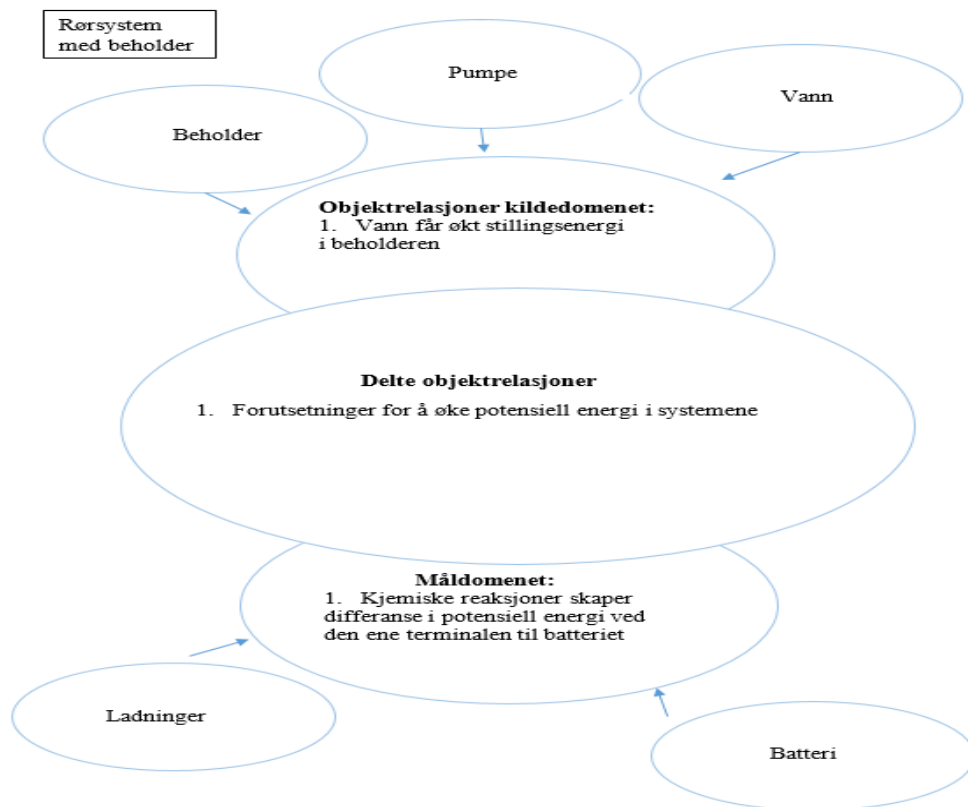 Rørsystem
med beholder
Pumpe
Vann
Beholder
Objektrelasjoner kildedomenet:
1. Vann får økt stillingsenergi
i beholderen
Delte objektrelasjoner
1. Forutsetninger for å øke potensiell energi i systemene
Måldomenet:
1. Kjemiske reaksjoner skaper
differanse i potensiell energi ved
den ene terminalen til batteriet
Ladninger
Batteri